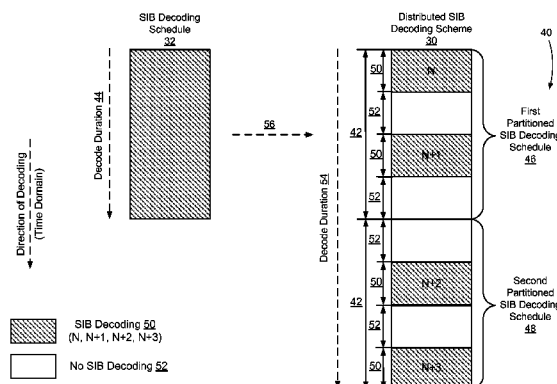 SIB Decoding
Schedule
32
Distributed SIB
Decoding Scheme
30
40
Decode Duration 44
56
Direction of Decoding
(Time Domain)
Decode Duration 54
42
42
50
52
50
52
52
50
52
50
N
N+1
N+2
N+3
First
Partitioned
SIB Decoding
Schedule
46
Second
Partitioned
SIB Decoding
Schedule
48
SIB Decoding 50
(N, N+1, N+2, N+3)
No SIB Decoding 52